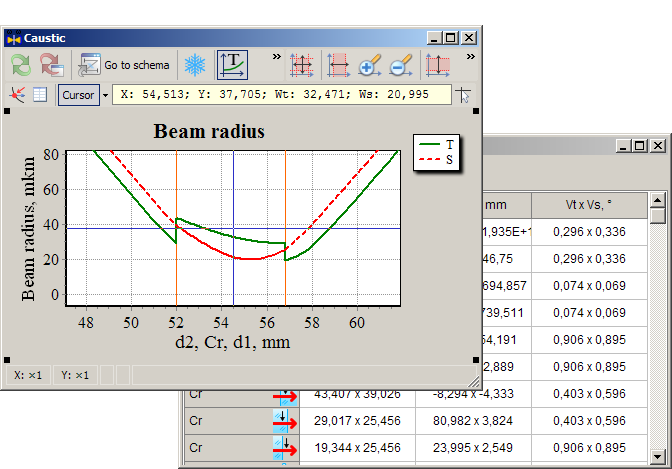 Caustic
Go to schema
»
»
Cursor
X: 54,513; Y: 37,705; Wt: 32,471; Ws: 20,995
Beam radius
T
S
Beam radius, mkm
80
60
40
20
0
48
50
52
54
56
58
60
d2, Cr, d1, mm
X: ×1
Y: ×1
mm
Vt x Vs, °
1,935E+1
0,296 x 0,336
46,75
0,296 x 0,336
694,857
0,074 x 0,069
739,511
0,074 x 0,069
54,191
0,906 x 0,895
2,889
0,906 x 0,895
Cr
43,407 x 39,026
-8,294 x -4,333
0,403 x 0,596
Cr
29,017 x 25,456
80,982 x 3,824
0,403 x 0,596
Cr
19,344 x 25,456
23,995 x 2,549
0,906 x 0,895